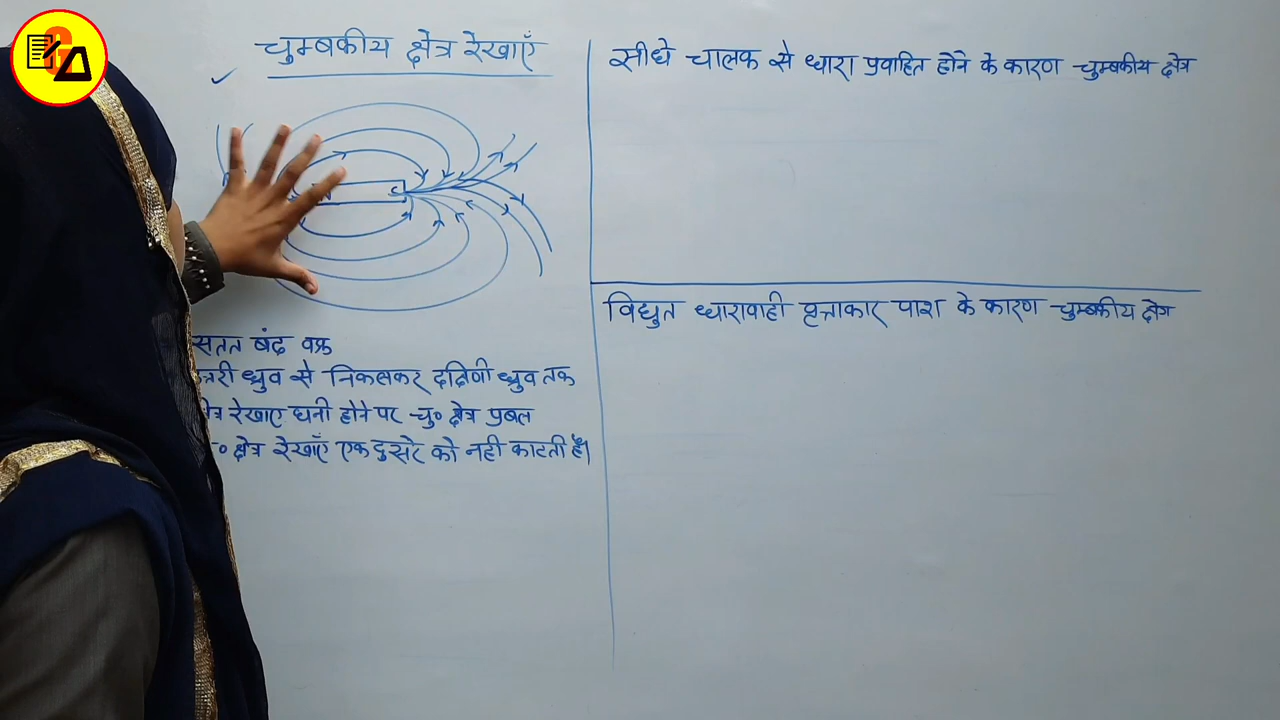 चुम्बकीय क्षेत्र रेखाएँ
सतत बंद वक्र
ध्रुव से निकलकर दक्षिणी ध्रुव तक
रेखाए घनी होने पर चु० क्षेत्र प्रबल
क्षेत्र रेखाएँ एक दुसरे को नही काटती है।
सीधे चालक से धारा प्रवाहित होने के कारण चुम्बकीय क्षेत्र
विद्युत धारावाही वृत्ताकार पाश के कारण चुम्बकीय क्षेत्र